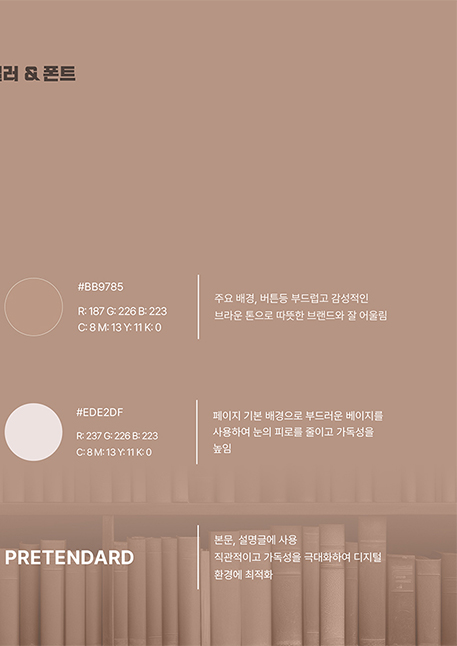 러 & 폰트
#BB9785
R: 187 G: 226 B: 223
C: 8 M: 13 Y: 11 K: 0
주요 배경, 버튼등 부드럽고 감성적인
브라운 톤으로 따뜻한 브랜드와 잘 어울림
#EDE2DF
R: 237 G: 226 B: 223
C: 8 M: 13 Y: 11 K: 0
페이지 기본 배경으로 부드러운 베이지를
사용하여 눈의 피로를 줄이고 가독성을
높임
PRETENDARD
본문, 설명글에 사용
직관적이고 가독성을 극대화하여 디지털
환경에 최적화